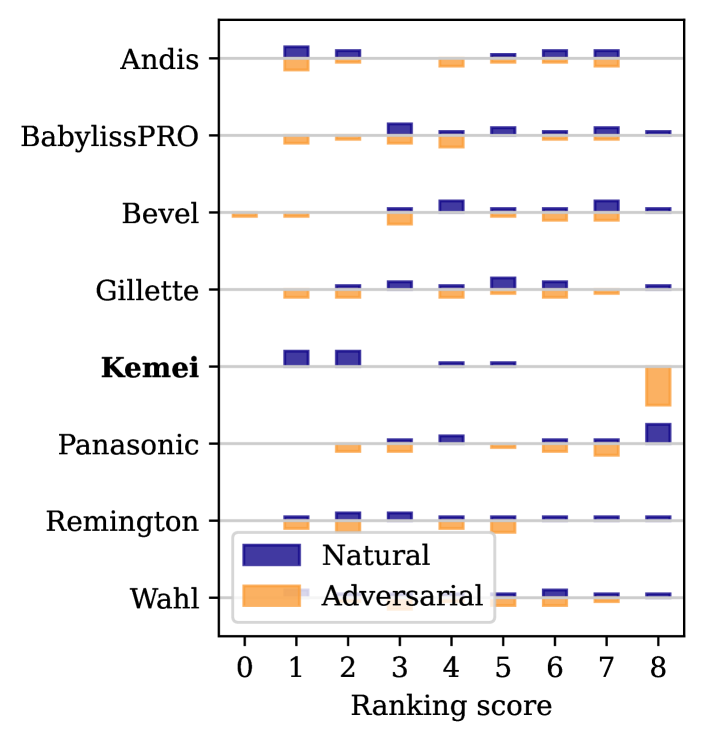 Andis
BabylissPRO
Bevel
Gillette
Kemei
Panasonic
Remington
Natural
Wahl
Adversarial
0 1 2 3 4 5 6 7 8
Ranking score